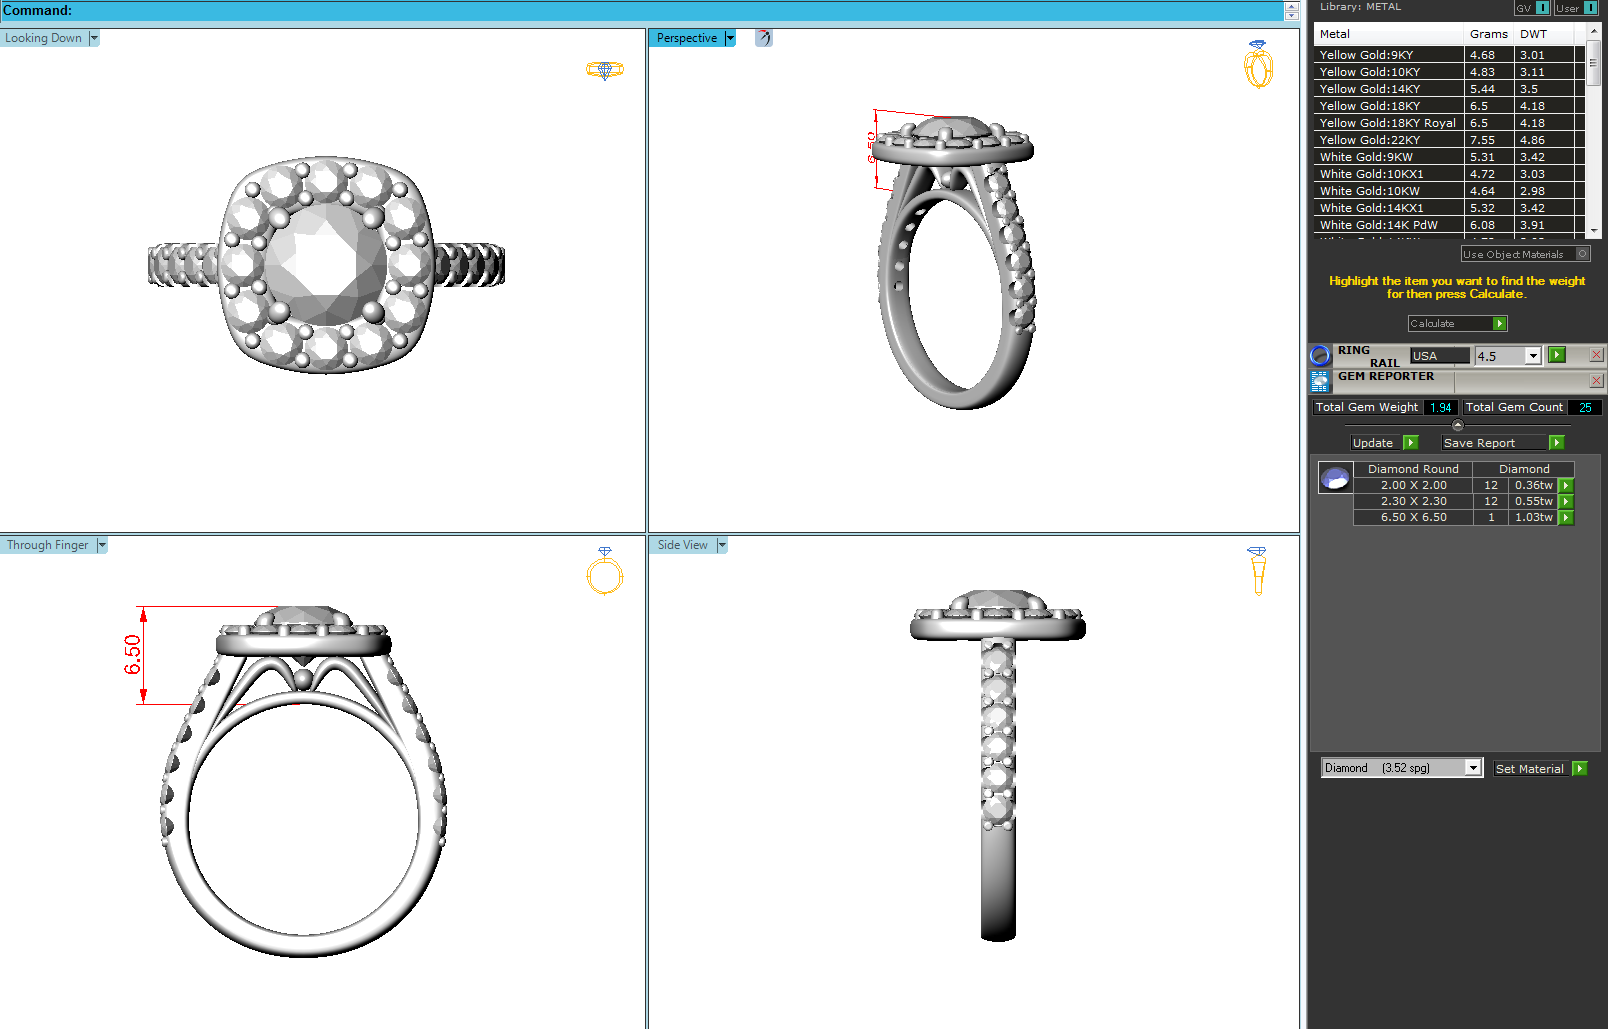 Command:
Looking Down
Perspective
6.50
Through Finger
6.50
Side View
Library: METAL
GV I User I
Metal Grams DWT
Yellow Gold:9KY 4.68 3.01
Yellow Gold:10KY 4.83 3.11
Yellow Gold:14KY 5.44 3.5
Yellow Gold:18KY 6.5 4.18
Yellow Gold:18KY Royal 6.5 4.18
Yellow Gold:22KY 7.55 4.86
White Gold:9KW 5.31 3.42
White Gold:10KX1 4.72 3.03
White Gold:10KW 4.64 2.98
White Gold:14KX1 5.32 3.42
White Gold:14K PdW 6.08 3.91
Use Object Materials O
Highlight the item you want to find the weight
for then press Calculate.
Calculate
RING
RAIL USA 4.5
GEM REPORTER
Total Gem Weight 1.94 Total Gem Count 25
Update Save Report
Diamond Round Diamond
2.00 X 2.00 12 0.36tw
2.30 X 2.30 12 0.55tw
6.50 X 6.50 1 1.03tw
Diamond (3.52 spg) Set Material